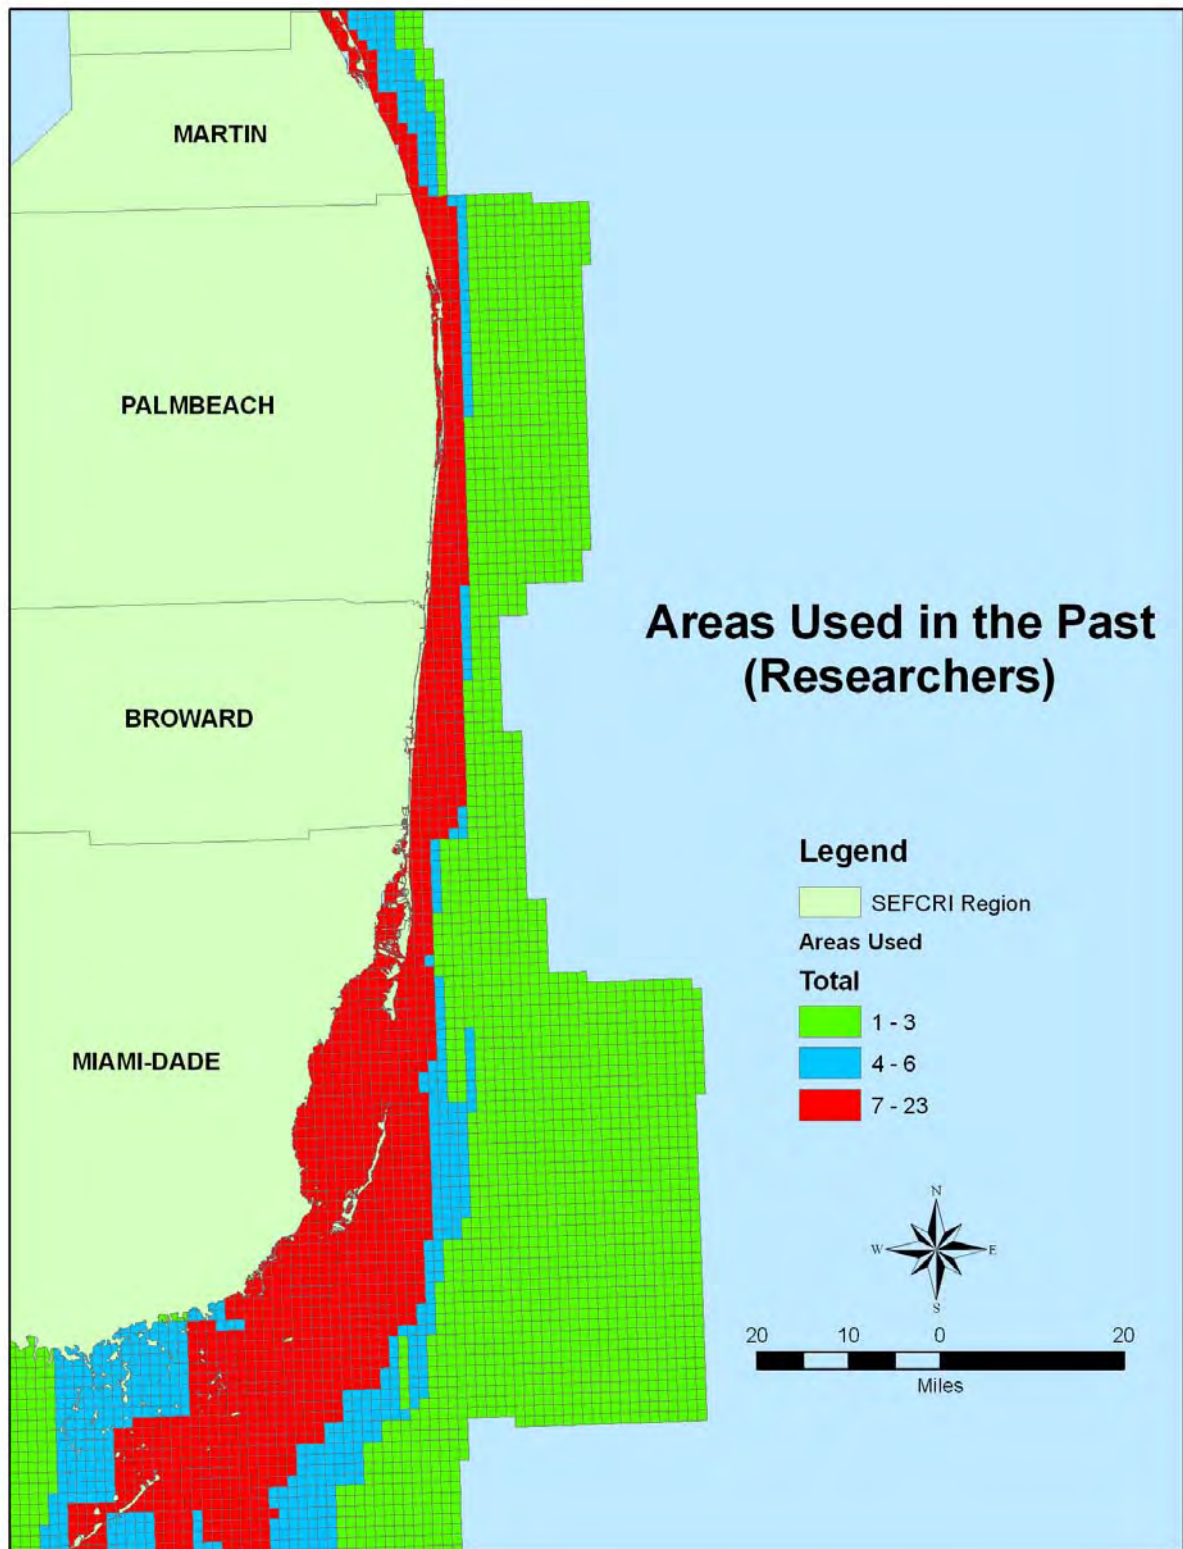 MARTIN
PALMBEACH
Areas Used in the Past
(Researchers)
BROWARD
Legend
SEFCRI Region
Areas Used
Total
1 - 3
4 - 6
7 - 23
MIAMI-DADE
N
W E
S
20 10 0 20
Miles